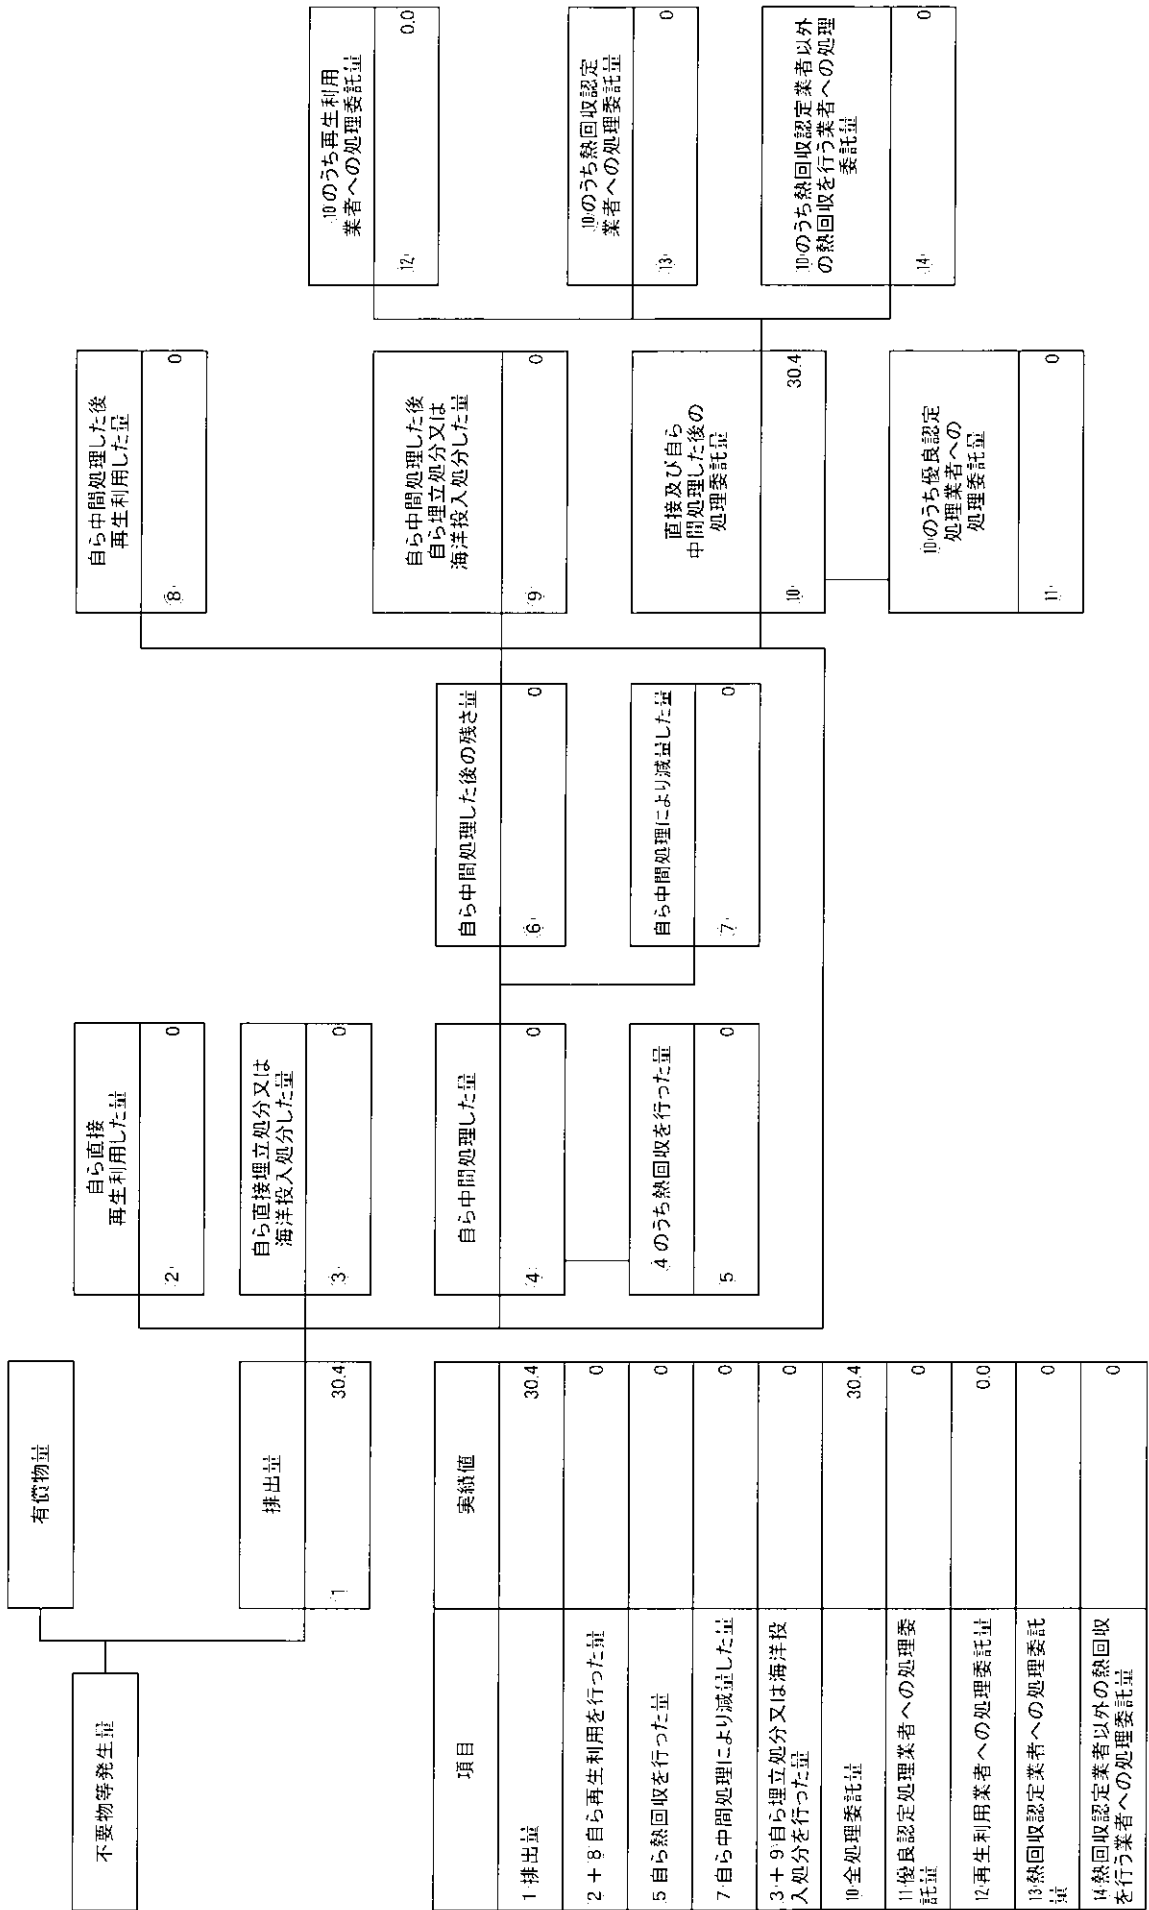 不要物等発生量
有償物量
排出量
1 30.4
自ら直接
再生利用した量
2 0
自ら直接埋立処分又は
海洋投入処分した量
3 0
自ら中間処理した量
4 0
4のうち熱回収を行った量
5 0
自ら中間処理した後の残さ量
6 0
自ら中間処理により減量した量
7 0
自ら中間処理した後
再生利用した量
8 0
自ら中間処理した後
自ら埋立処分又は
海洋投入処分した量
9 0
直接及び自ら
中間処理した後の
処理委託量
10 30.4
10のうち優良認定
処理業者への
処理委託量
11 0
10のうち再生利用
業者への処理委託量
12 0.0
10のうち熱回収認定
業者への処理委託量
13 0
10のうち熱回収認定業者以外
の熱回収を行う業者への処理
委託量
14 0
項目 実績値
1排出量 30.4
2+8自ら再生利用を行った量 0
5自ら熱回収を行った量 0
7自ら中間処理により減量した量 0
3+9自ら埋立処分又は海洋投
入処分を行った量 0
10全処理委託量 30.4
11優良認定処理業者への処理委
託量 0
12再生利用業者への処理委託量 0.0
13熱回収認定業者への処理委託
量 0
14熱回収認定業者以外の熱回収
を行う業者への処理委託量 0